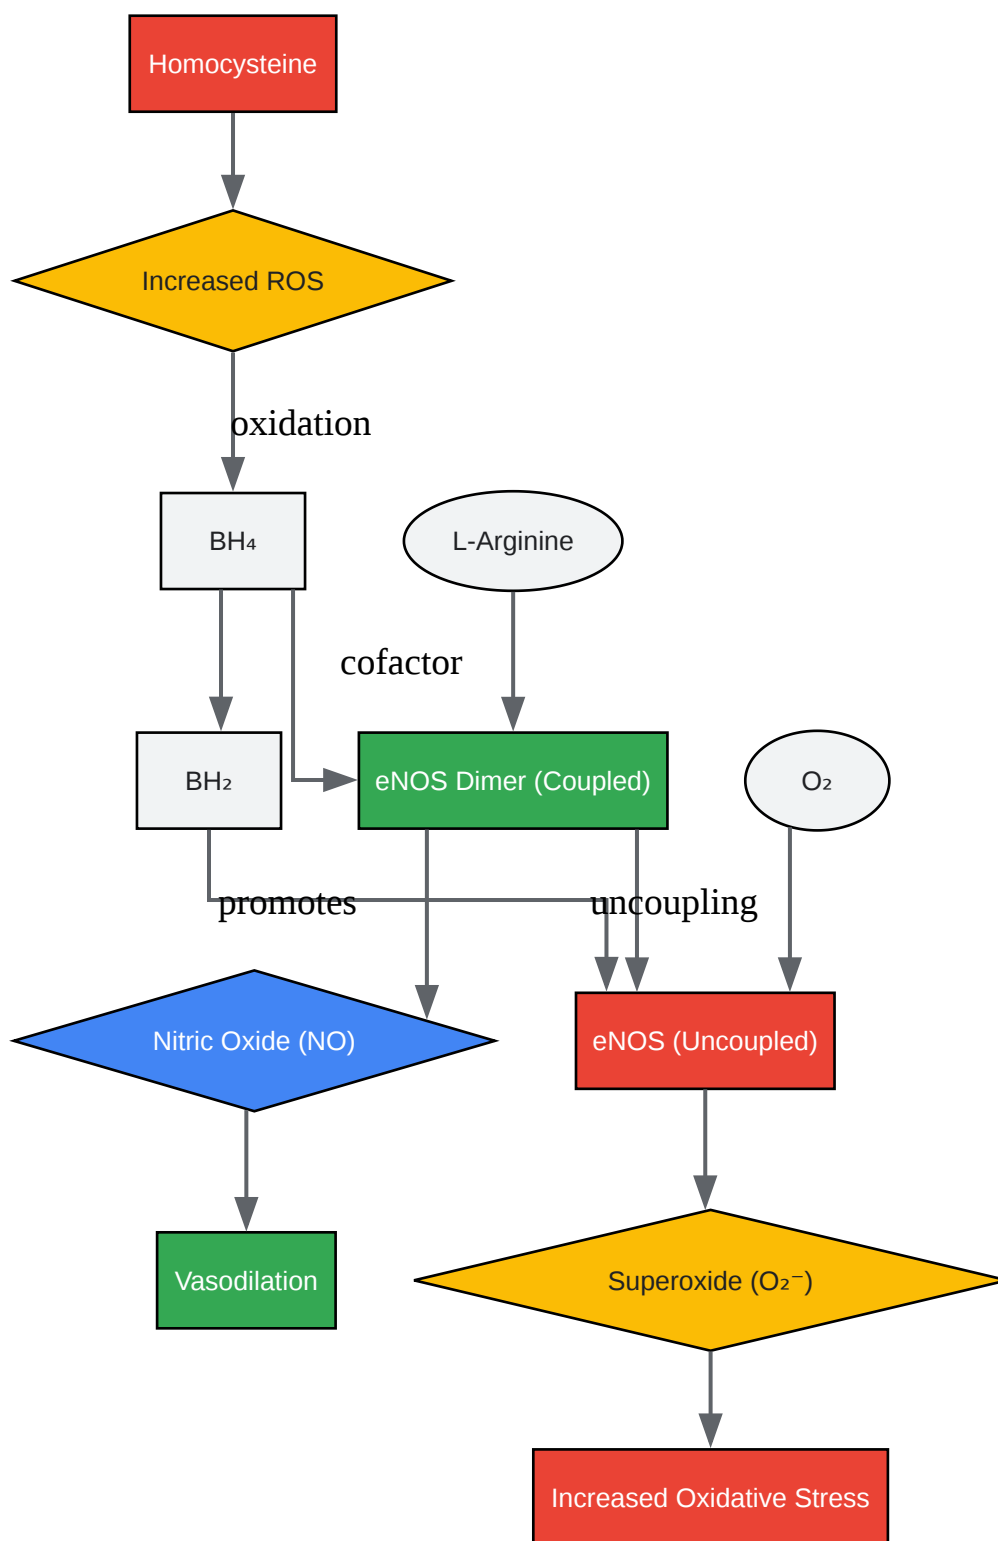 Homocysteine
Increased ROS
oxidation
BH₄
L-Arginine
cofactor
BH₂
eNOS Dimer (Coupled)
O₂
promotes
uncoupling
Nitric Oxide (NO)
eNOS (Uncoupled)
Vasodilation
Superoxide (O₂⁻)
Increased Oxidative Stress